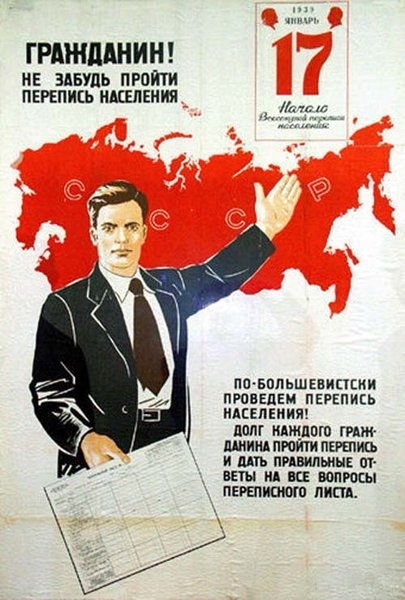 ГРАЖДАНИН!
НЕ ЗАБУДЬ ПРОЙТИ
ПЕРЕПИСЬ НАСЕЛЕНИЯ
1939
ЯНВАРЬ
17
Начало
Всесоюзной переписи
населения
СССР
ПО-БОЛЬШЕВИСТСКИ
ПРОВЕДЕМ ПЕРЕПИСЬ
НАСЕЛЕНИЯ!
ДОЛГ КАЖДОГО ГРАЖ-
ДАНИНА ПРОЙТИ ПЕРЕПИСЬ
И ДАТЬ ПРАВИЛЬНЫЕ ОТ-
ВЕТЫ НА ВСЕ ВОПРОСЫ
ПЕРЕПИСНОГО ЛИСТА.